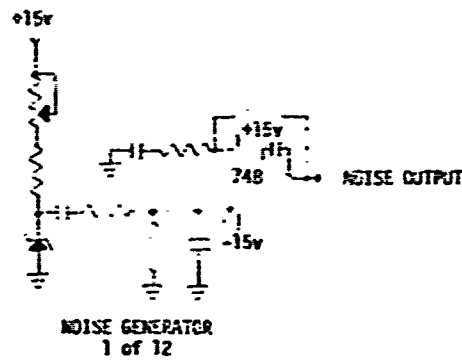 +15v
+15v
748
NOISE OUTPUT
-15v
NOISE GENERATOR
1 of 12